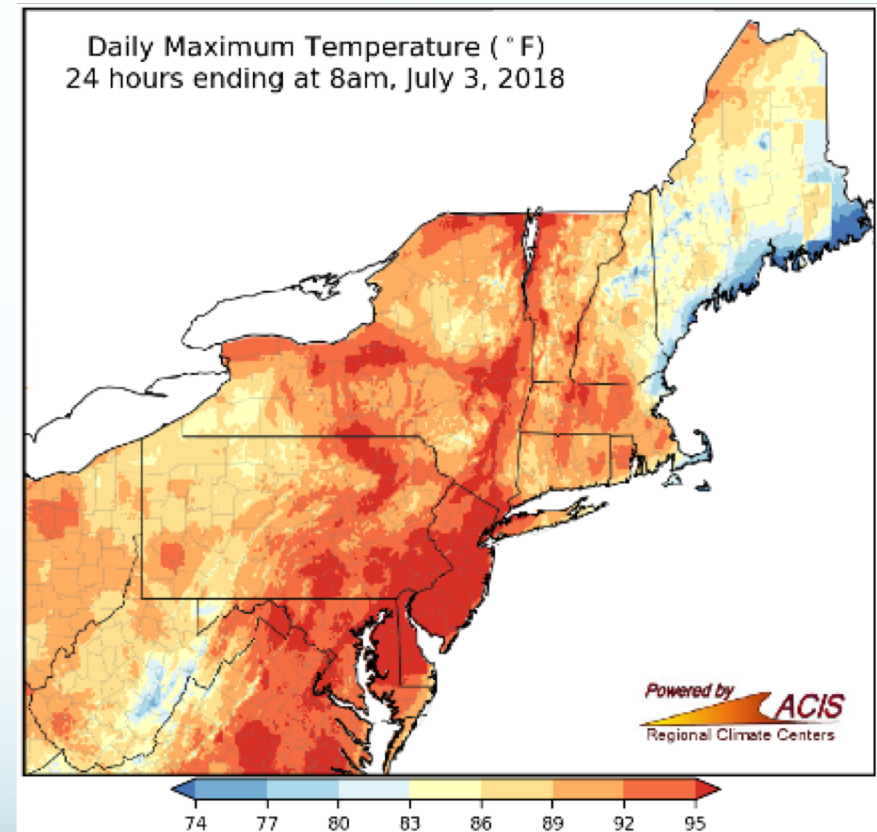 Daily Maximum Temperature (°F)
24 hours ending at 8am, July 3, 2018
Powered by
ACIS
Regional Climate Centers
74 77 80 83 86 89 92 95